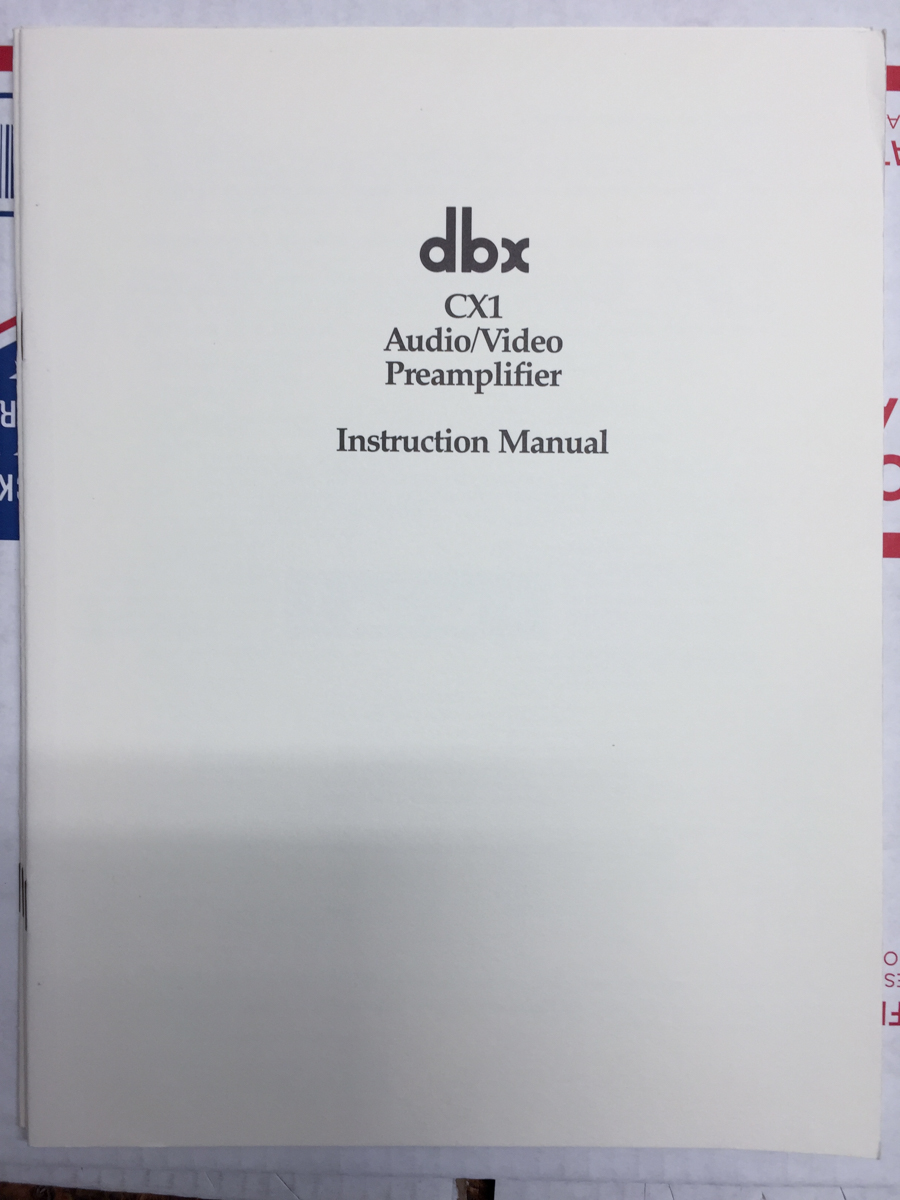 dbx
CX1
Audio/Video
Preamplifier
Instruction Manual